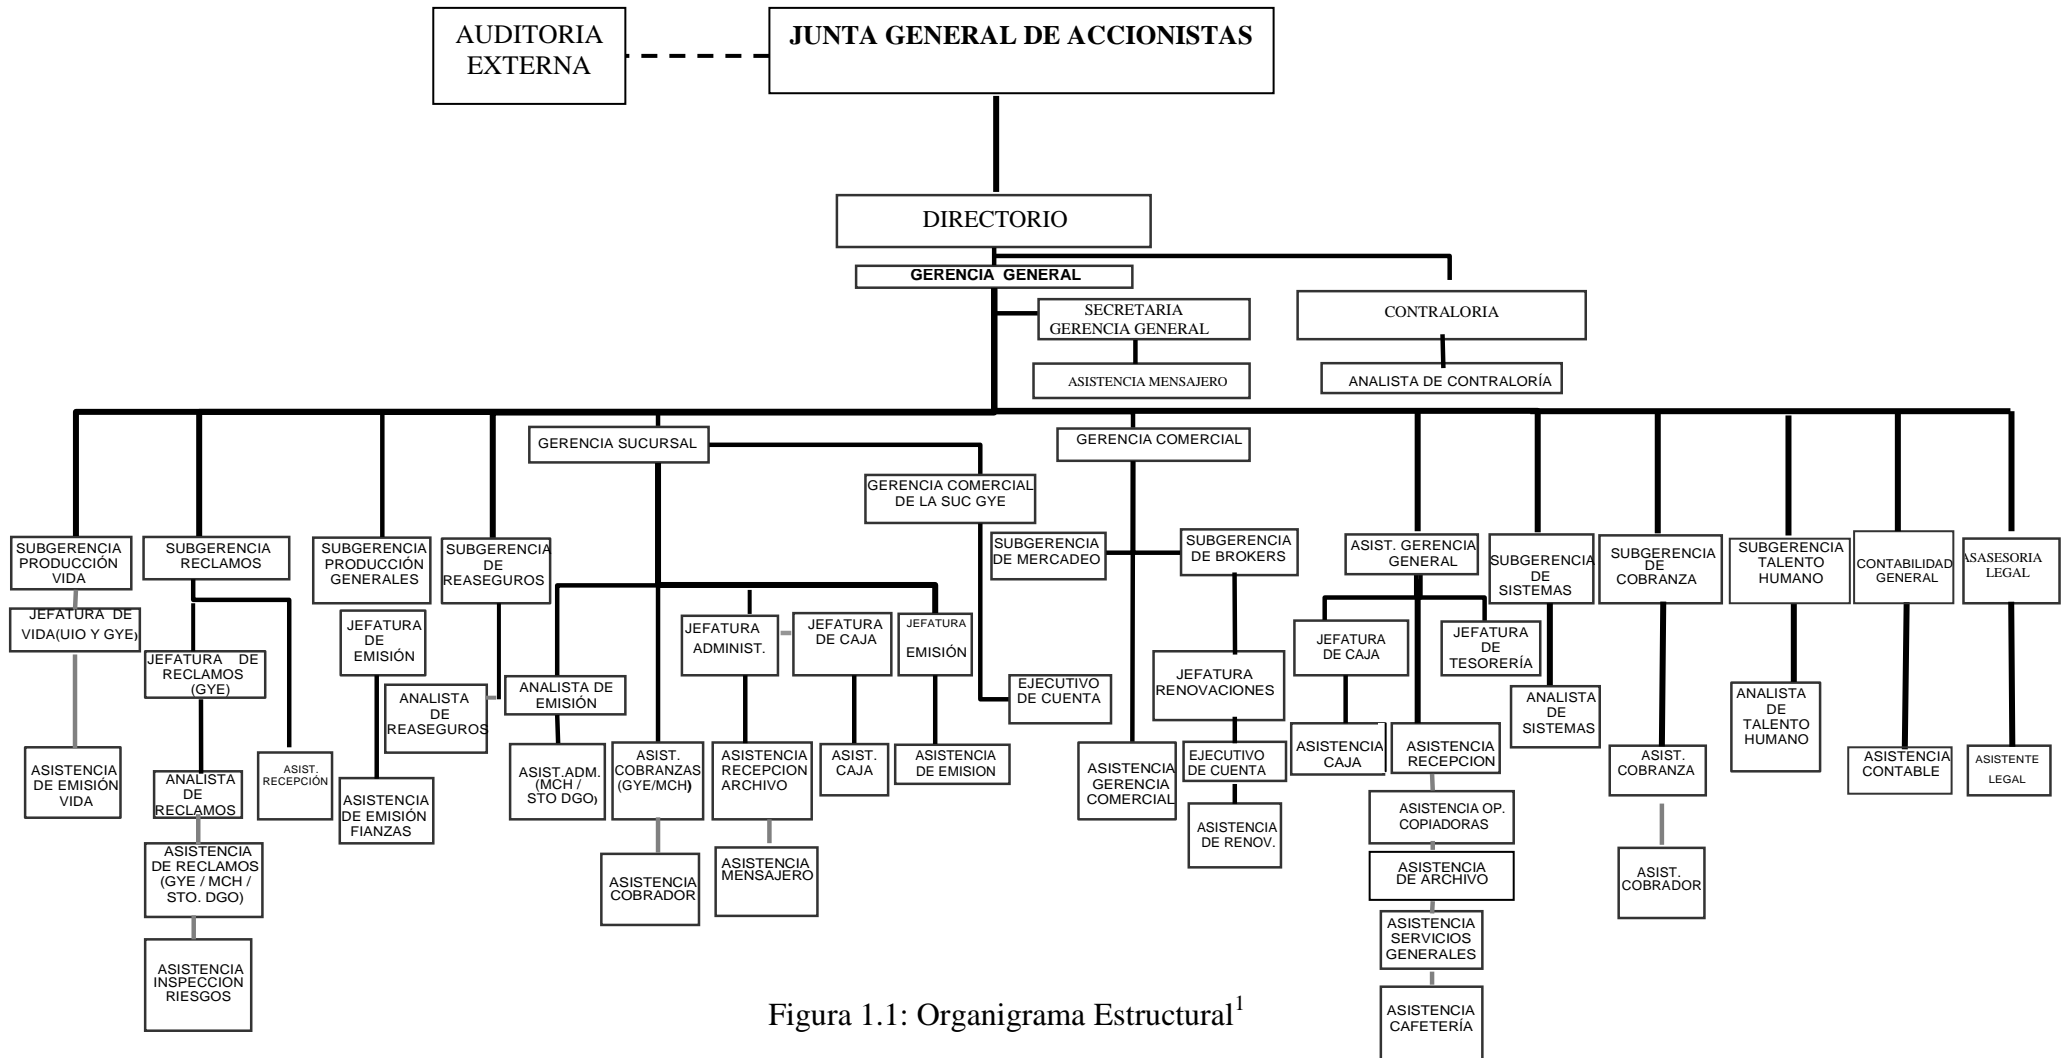 AUDITORIA
EXTERNA
JUNTA GENERAL DE ACCIONISTAS
DIRECTORIO
GERENCIA GENERAL
SECRETARIA
GERENCIA GENERAL
CONTRALORIA
ASISTENCIA MENSAJERO
ANALISTA DE CONTRALORÍA
GERENCIA SUCURSAL
GERENCIA COMERCIAL
GERENCIA COMERCIAL
DE LA SUC GYE
SUBGERENCIA
PRODUCCIÓN
VIDA
SUBGERENCIA
RECLAMOS
SUBGERENCIA
PRODUCCIÓN
GENERALES
SUBGERENCIA
DE
REASEGUROS
SUBGERENCIA
DE MERCADEO
SUBGERENCIA
DE BROKERS
ASIST. GERENCIA
GENERAL
SUBGERENCIA
DE
SISTEMAS
SUBGERENCIA
DE
COBRANZA
SUBGERENCIA
TALENTO
HUMANO
CONTABILIDAD
GENERAL
ASASESORIA
LEGAL
JEFATURA DE
VIDA(UIO Y GYE)
JEFATURA DE
RECLAMOS
(GYE)
JEFATURA
DE
EMISIÓN
ANALISTA
DE
REASEGUROS
ANALISTA DE
EMISIÓN
JEFATURA
ADMINIST.
JEFATURA
DE CAJA
JEFATURA
EMISIÓN
EJECUTIVO
DE CUENTA
JEFATURA
RENOVACIONES
JEFATURA
DE CAJA
JEFATURA
DE
TESORERÍA
ANALISTA
DE
SISTEMAS
ANALISTA
DE
TALENTO
HUMANO
ASISTENCIA
DE EMISIÓN
VIDA
ANALISTA
DE
RECLAMOS
ASIST.
RECEPCIÓN
ASISTENCIA
DE EMISIÓN
FIANZAS
ASIST.ADM.
(MCH /
STO DGO)
ASIST.
COBRANZAS
(GYE/MCH)
ASISTENCIA
RECEPCION
ARCHIVO
ASIST.
CAJA
ASISTENCIA
DE EMISION
ASISTENCIA
GERENCIA
COMERCIAL
EJECUTIVO
DE CUENTA
ASISTENCIA
CAJA
ASISTENCIA
RECEPCION
ASIST.
COBRANZA
ASISTENCIA
CONTABLE
ASISTENTE
LEGAL
ASISTENCIA
DE RECLAMOS
(GYE / MCH /
STO. DGO)
ASISTENCIA
COBRADOR
ASISTENCIA
MENSAJERO
ASISTENCIA
DE RENOV.
ASISTENCIA OP.
COPIADORAS
ASISTENCIA
DE ARCHIVO
ASIST.
COBRADOR
ASISTENCIA
SERVICIOS
GENERALES
ASISTENCIA
INSPECCION
RIESGOS
ASISTENCIA
CAFETERÍA
Figura 1.1: Organigrama Estructural1